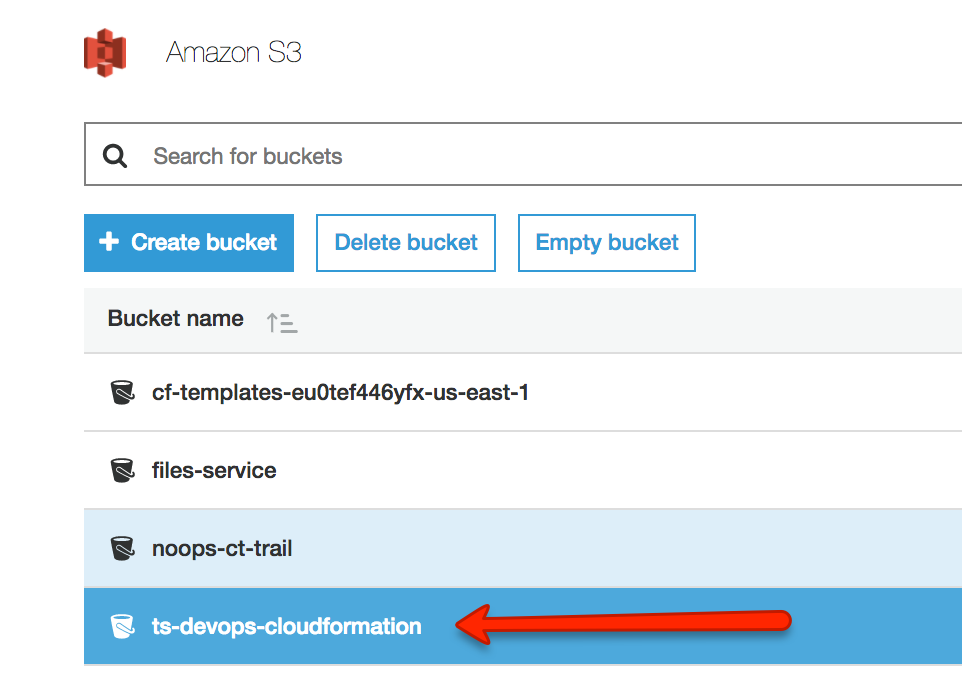 Amazon S3
Search for buckets
Create bucket Delete bucket Empty bucket
Bucket name
cf-templates-eu0tef446yfx-us-east-1
files-service
noops-ct-trail
ts-devops-cloudformation